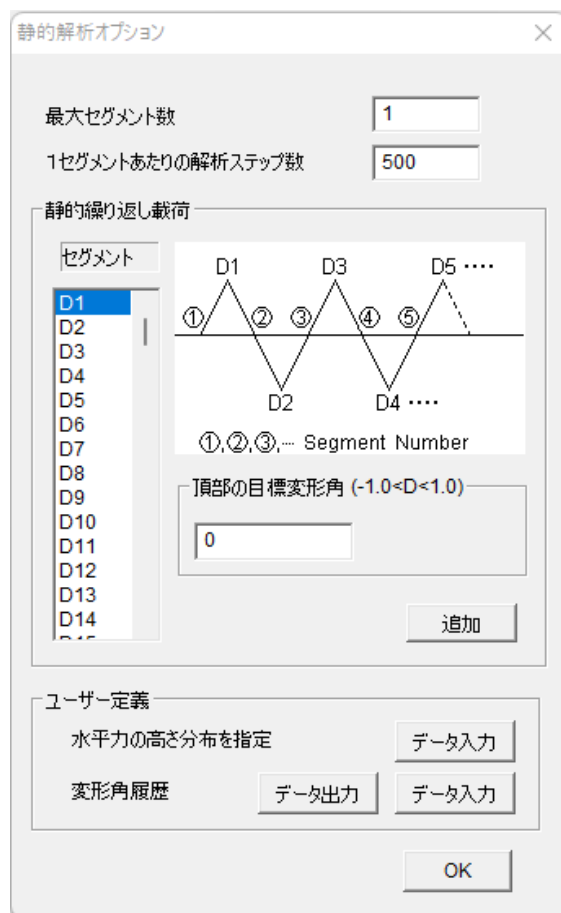 静的解析オプション
最大セグメント数 1
1セグメントあたりの解析ステップ数 500
静的繰り返し載荷
セグメント
D1
D2
D3
D4
D5
D6
D7
D8
D9
D10
D11
D12
D13
D14
D15
D1 D3 D5 ････
① ② ③ ④ ⑤
D2 D4 ････
①,②,③,… Segment Number
頂部の目標変形角 (-1.0<D<1.0)
0
追加
ユーザー定義
水平力の高さ分布を指定 データ入力
変形角履歴 データ出力 データ入力
OK